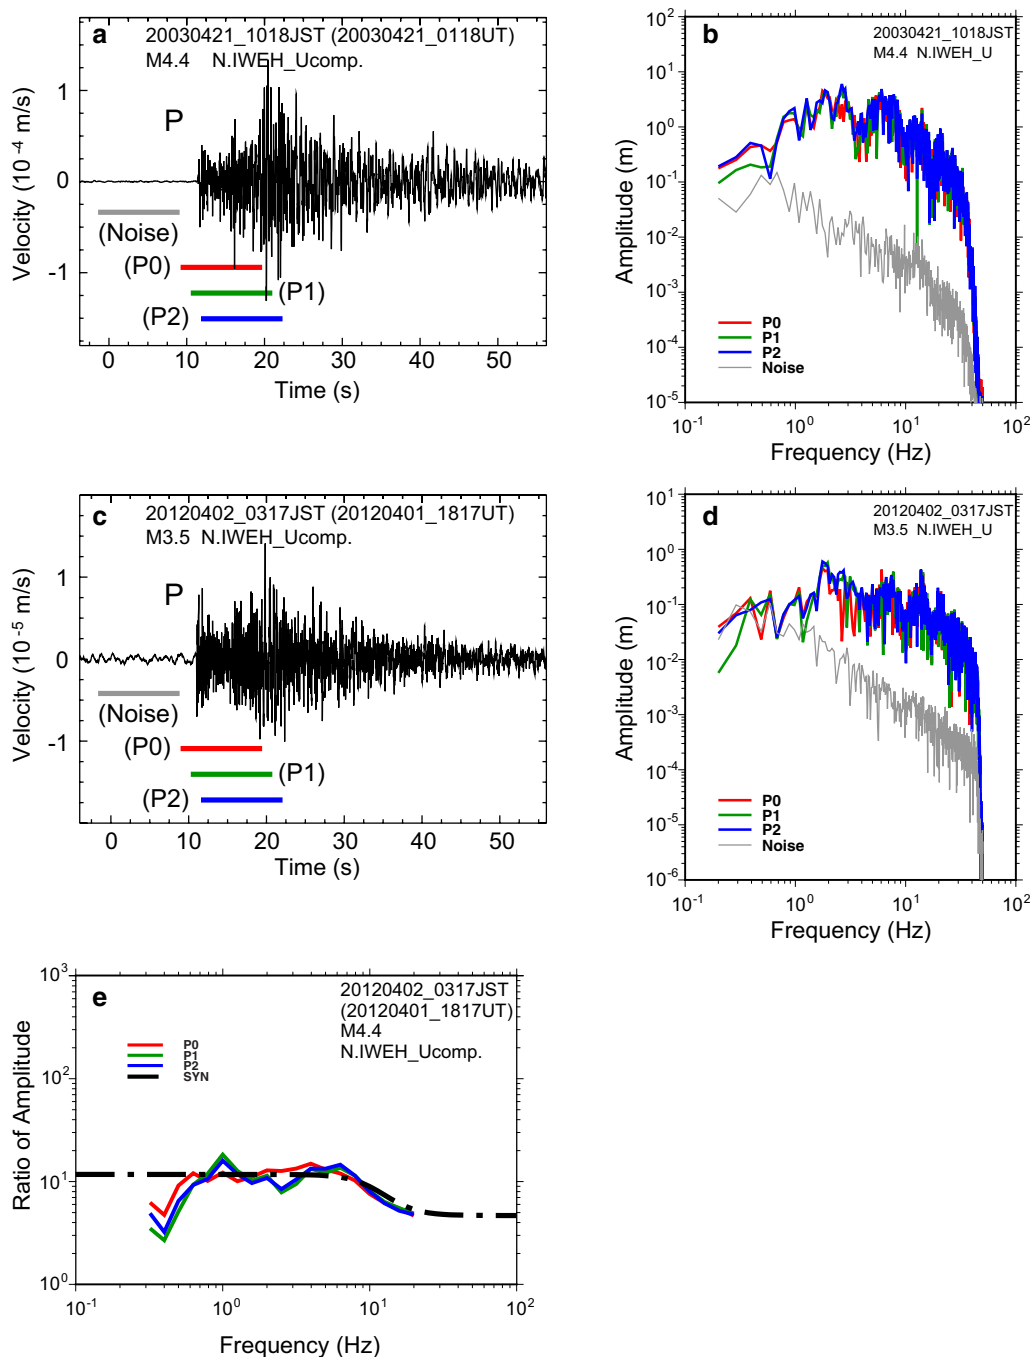 a
20030421_1018JST (20030421_0118UT)
M4.4 N.IWEH_Ucomp.
P
Velocity (10⁻⁴ m/s)
1
0
-1
(Noise)
(P0)
(P1)
(P2)
0 10 20 30 40 50
Time (s)
b
20030421_1018JST
M4.4 N.IWEH_U
Amplitude (m)
10²
10¹
10⁰
10⁻¹
10⁻²
10⁻³
10⁻⁴
10⁻⁵
P0
P1
P2
Noise
10⁻¹ 10⁰ 10¹ 10²
Frequency (Hz)
c
20120402_0317JST (20120401_1817UT)
M3.5 N.IWEH_Ucomp.
P
Velocity (10⁻⁵ m/s)
1
0
-1
(Noise)
(P0)
(P1)
(P2)
0 10 20 30 40 50
Time (s)
d
20120402_0317JST
M3.5 N.IWEH_U
Amplitude (m)
10¹
10⁰
10⁻¹
10⁻²
10⁻³
10⁻⁴
10⁻⁵
10⁻⁶
P0
P1
P2
Noise
10⁻¹ 10⁰ 10¹ 10²
Frequency (Hz)
e
20120402_0317JST
(20120401_1817UT)
M4.4
N.IWEH_Ucomp.
Ratio of Amplitude
10³
10²
10¹
10⁰
P0
P1
P2
SYN
10⁻¹ 10⁰ 10¹ 10²
Frequency (Hz)